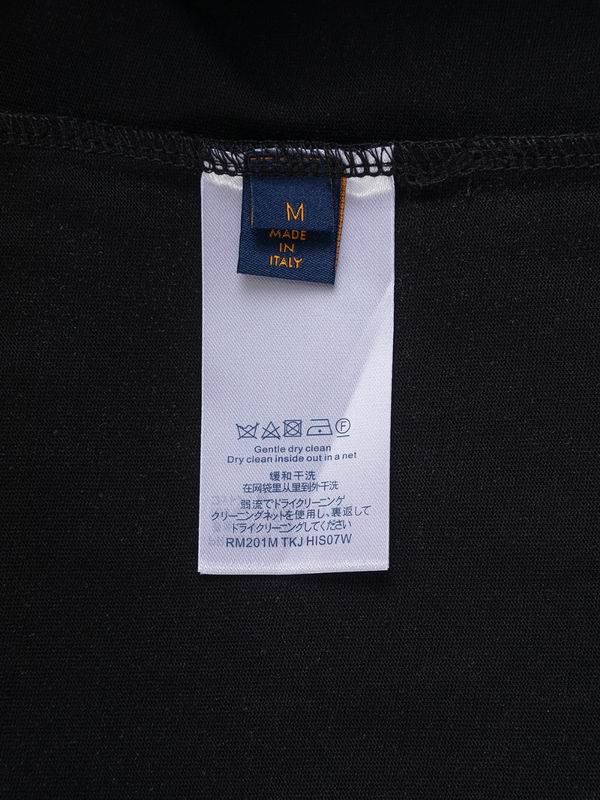 M
MADE
IN
ITALY
P
Gentle dry clean
Dry clean inside out in a net
缓和干洗
在网袋里从里到外干洗
弱流でドライクリーニング
クリーニングネットを使用し、裏返して
ドライクリーニングしてください
RM201M TKJ HIS07W